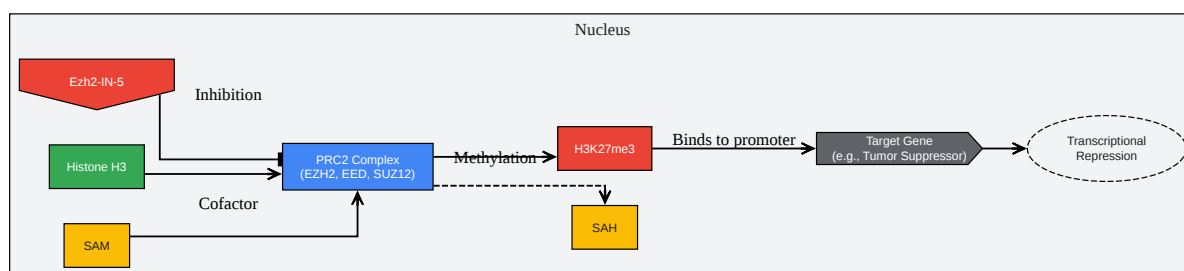 Nucleus
Ezh2-IN-5
Inhibition
Histone H3
PRC2 Complex
(EZH2, EED, SUZ12)
Methylation
H3K27me3
Binds to promoter
Target Gene
(e.g., Tumor Suppressor)
Transcriptional
Repression
Cofactor
SAM
SAH